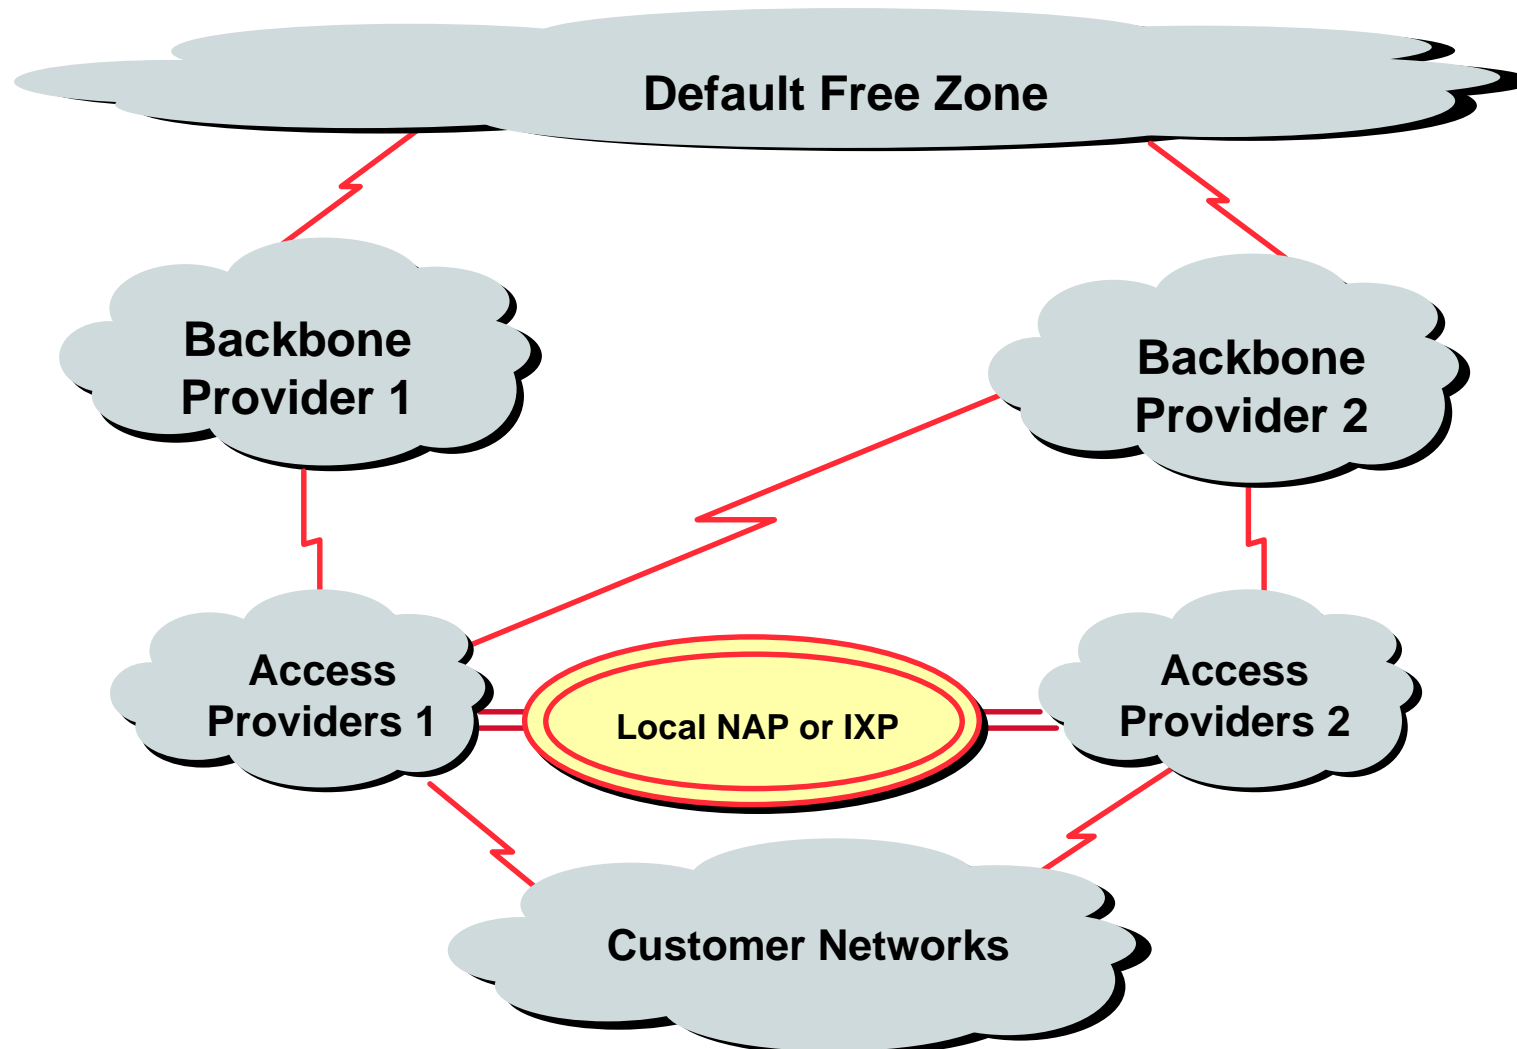 Default Free Zone
Backbone
Provider 1
Backbone
Provider 2
Access
Providers 1
Local NAP or IXP
Access
Providers 2
Customer Networks